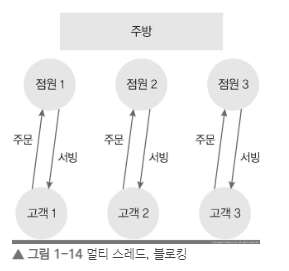 주방
점원 1 점원 2 점원 3
주문 서빙 주문 서빙 주문 서빙
고객 1 고객 2 고객 3
▲ 그림 1-14 멀티 스레드, 블로킹